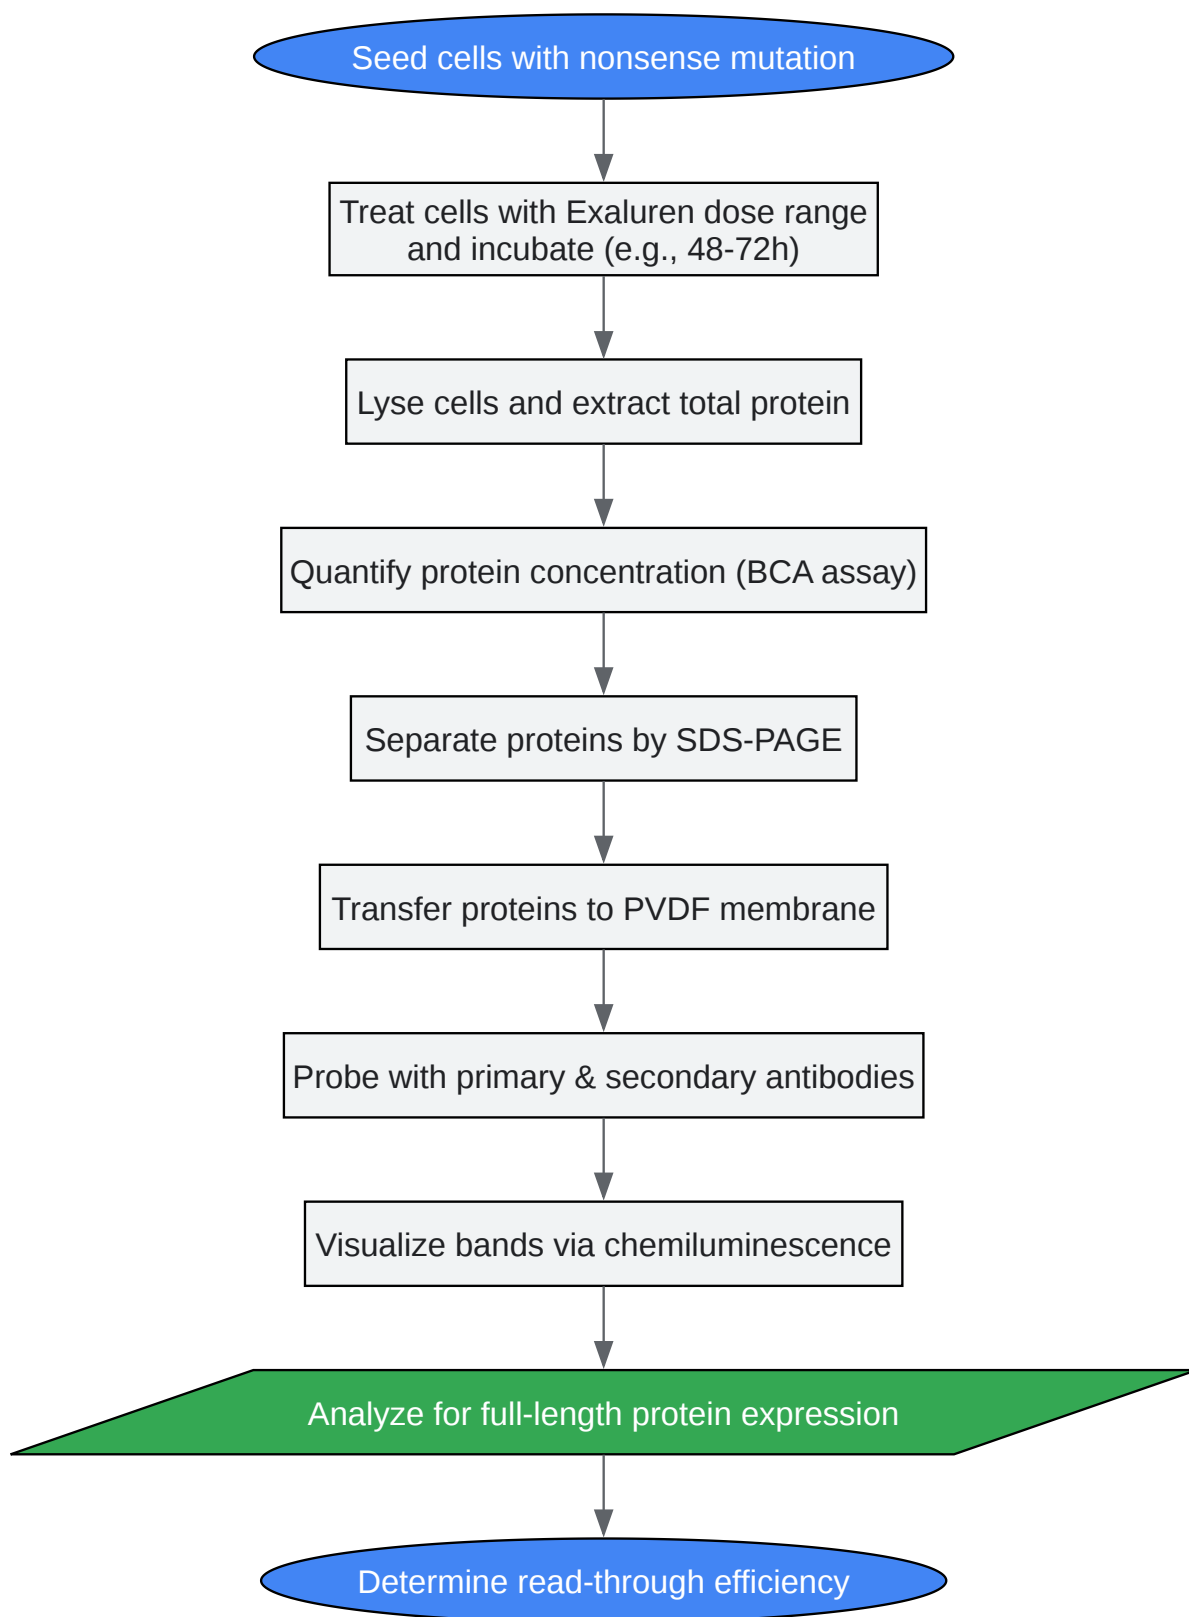 Seed cells with nonsense mutation
Treat cells with Exaluren dose range
and incubate (e.g., 48-72h)
Lyse cells and extract total protein
Quantify protein concentration (BCA assay)
Separate proteins by SDS-PAGE
Transfer proteins to PVDF membrane
Probe with primary & secondary antibodies
Visualize bands via chemiluminescence
Analyze for full-length protein expression
Determine read-through efficiency